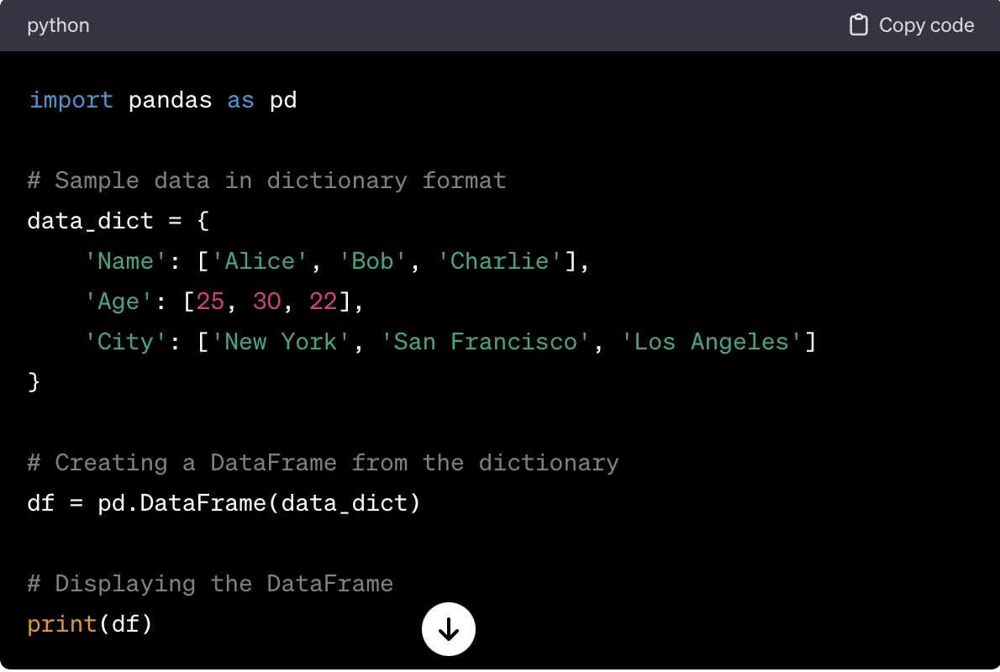 python
Copy code
import pandas as pd
# Sample data in dictionary format
data_dict = {
    'Name': ['Alice', 'Bob', 'Charlie'],
    'Age': [25, 30, 22],
    'City': ['New York', 'San Francisco', 'Los Angeles']
}
# Creating a DataFrame from the dictionary
df = pd.DataFrame(data_dict)
# Displaying the DataFrame
print(df)